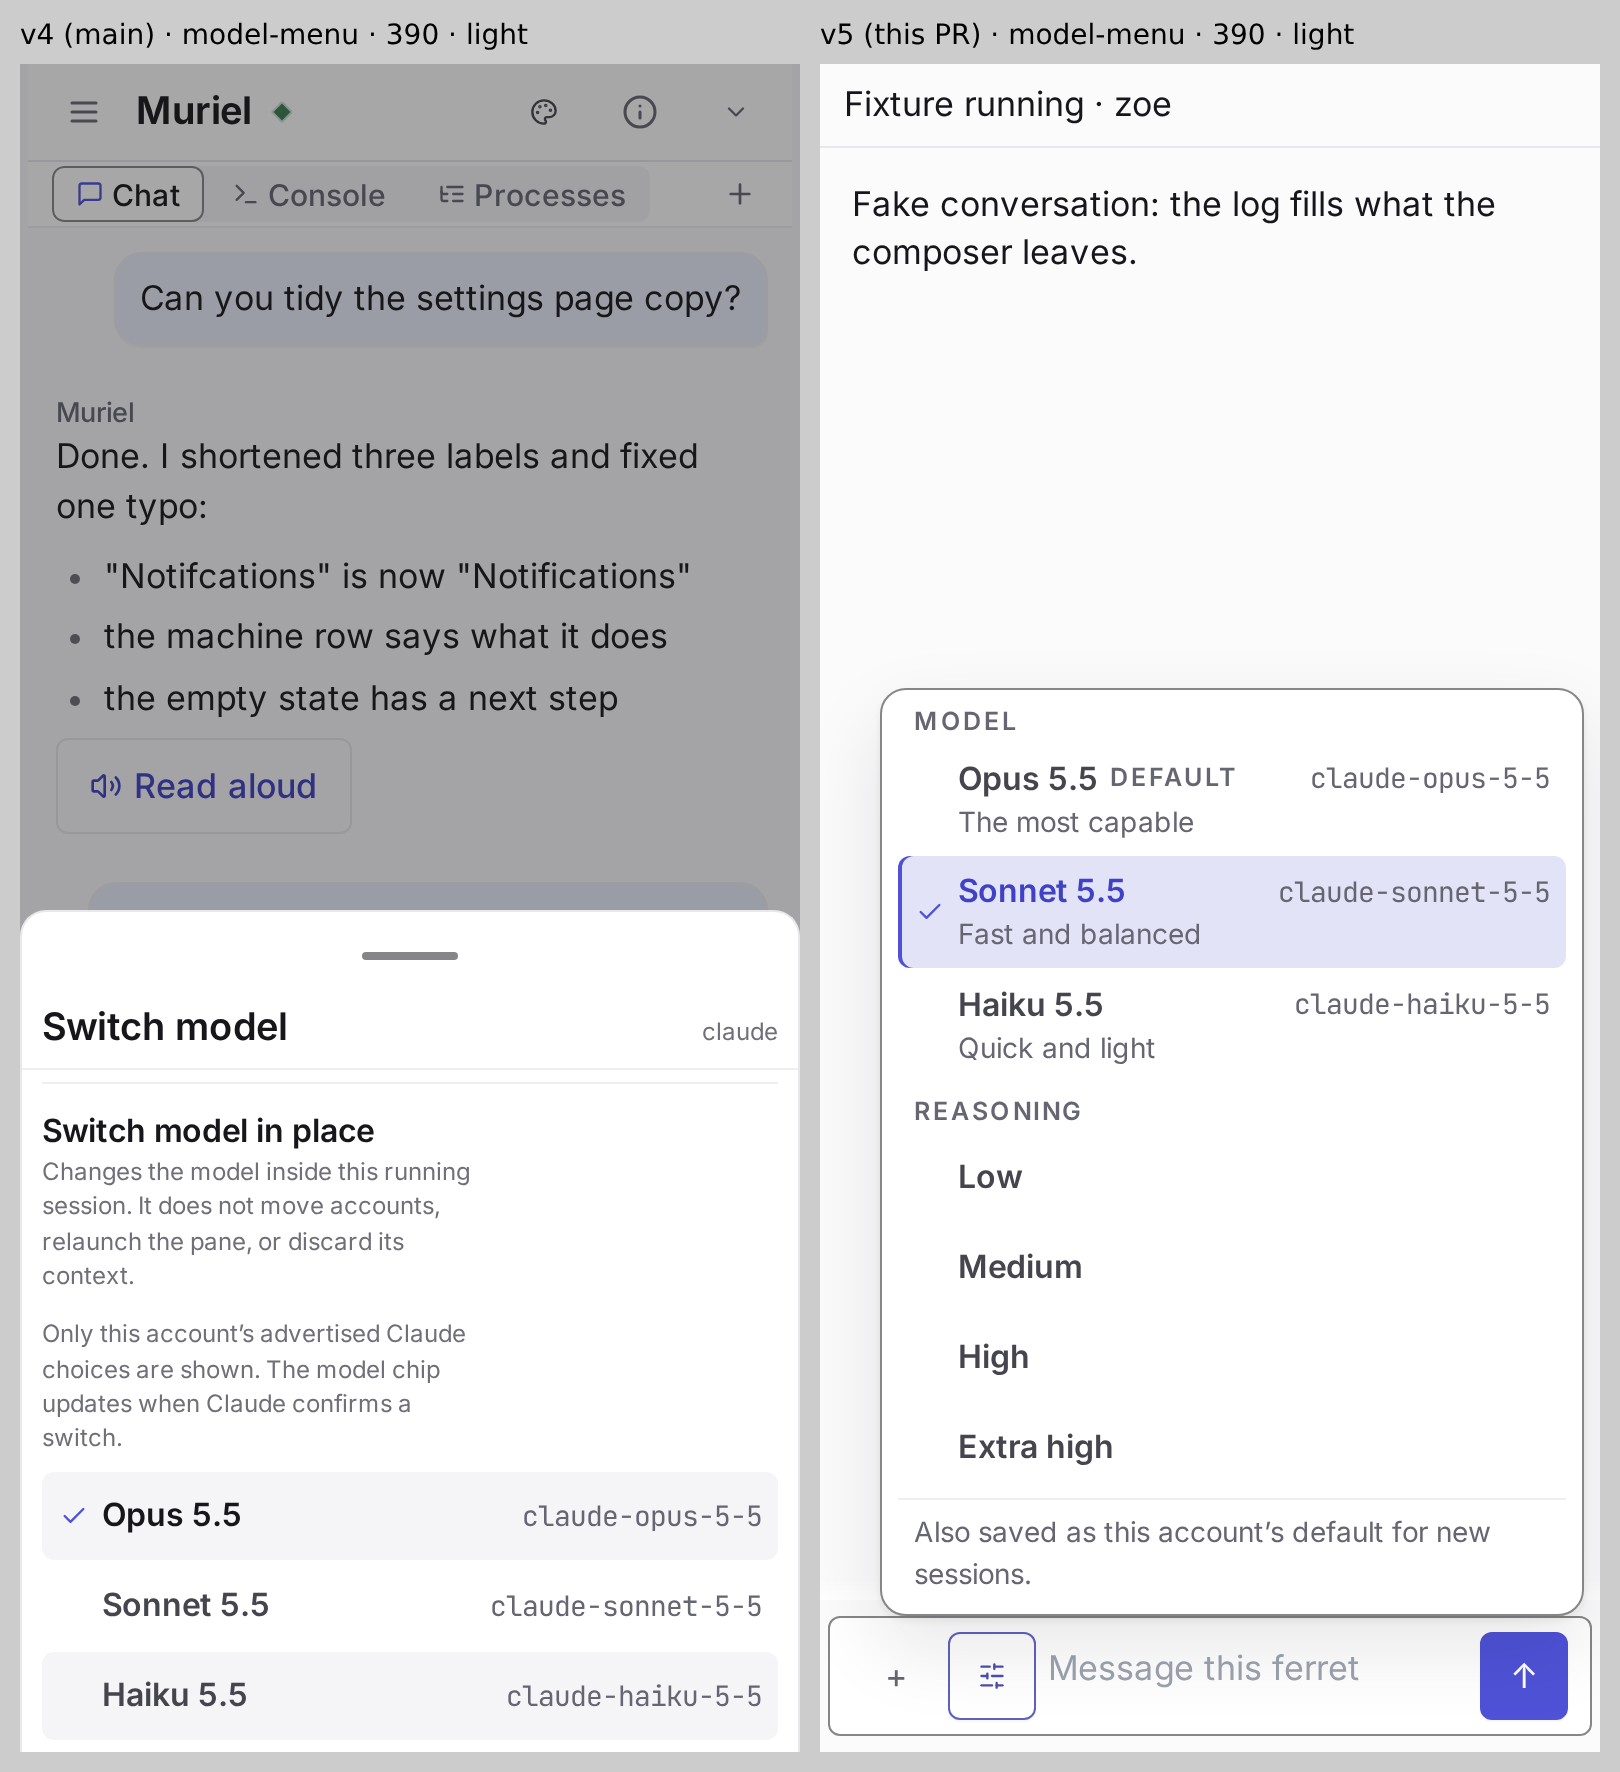 v4 (main) · model-menu · 390 · light
Muriel
Chat
Console
Processes
Can you tidy the settings page copy?
Muriel
Done. I shortened three labels and fixed
one typo:
"Notifcations" is now "Notifications"
the machine row says what it does
the empty state has a next step
Read aloud
Switch model
claude
Switch model in place
Changes the model inside this running
session. It does not move accounts,
relaunch the pane, or discard its
context.
Only this account’s advertised Claude
choices are shown. The model chip
updates when Claude confirms a
switch.
Opus 5.5 claude-opus-5-5
Sonnet 5.5 claude-sonnet-5-5
Haiku 5.5 claude-haiku-5-5
v5 (this PR) · model-menu · 390 · light
Fixture running · zoe
Fake conversation: the log fills what the
composer leaves.
MODEL
Opus 5.5 DEFAULT claude-opus-5-5
The most capable
Sonnet 5.5 claude-sonnet-5-5
Fast and balanced
Haiku 5.5 claude-haiku-5-5
Quick and light
REASONING
Low
Medium
High
Extra high
Also saved as this account’s default for new
sessions.
Message this ferret